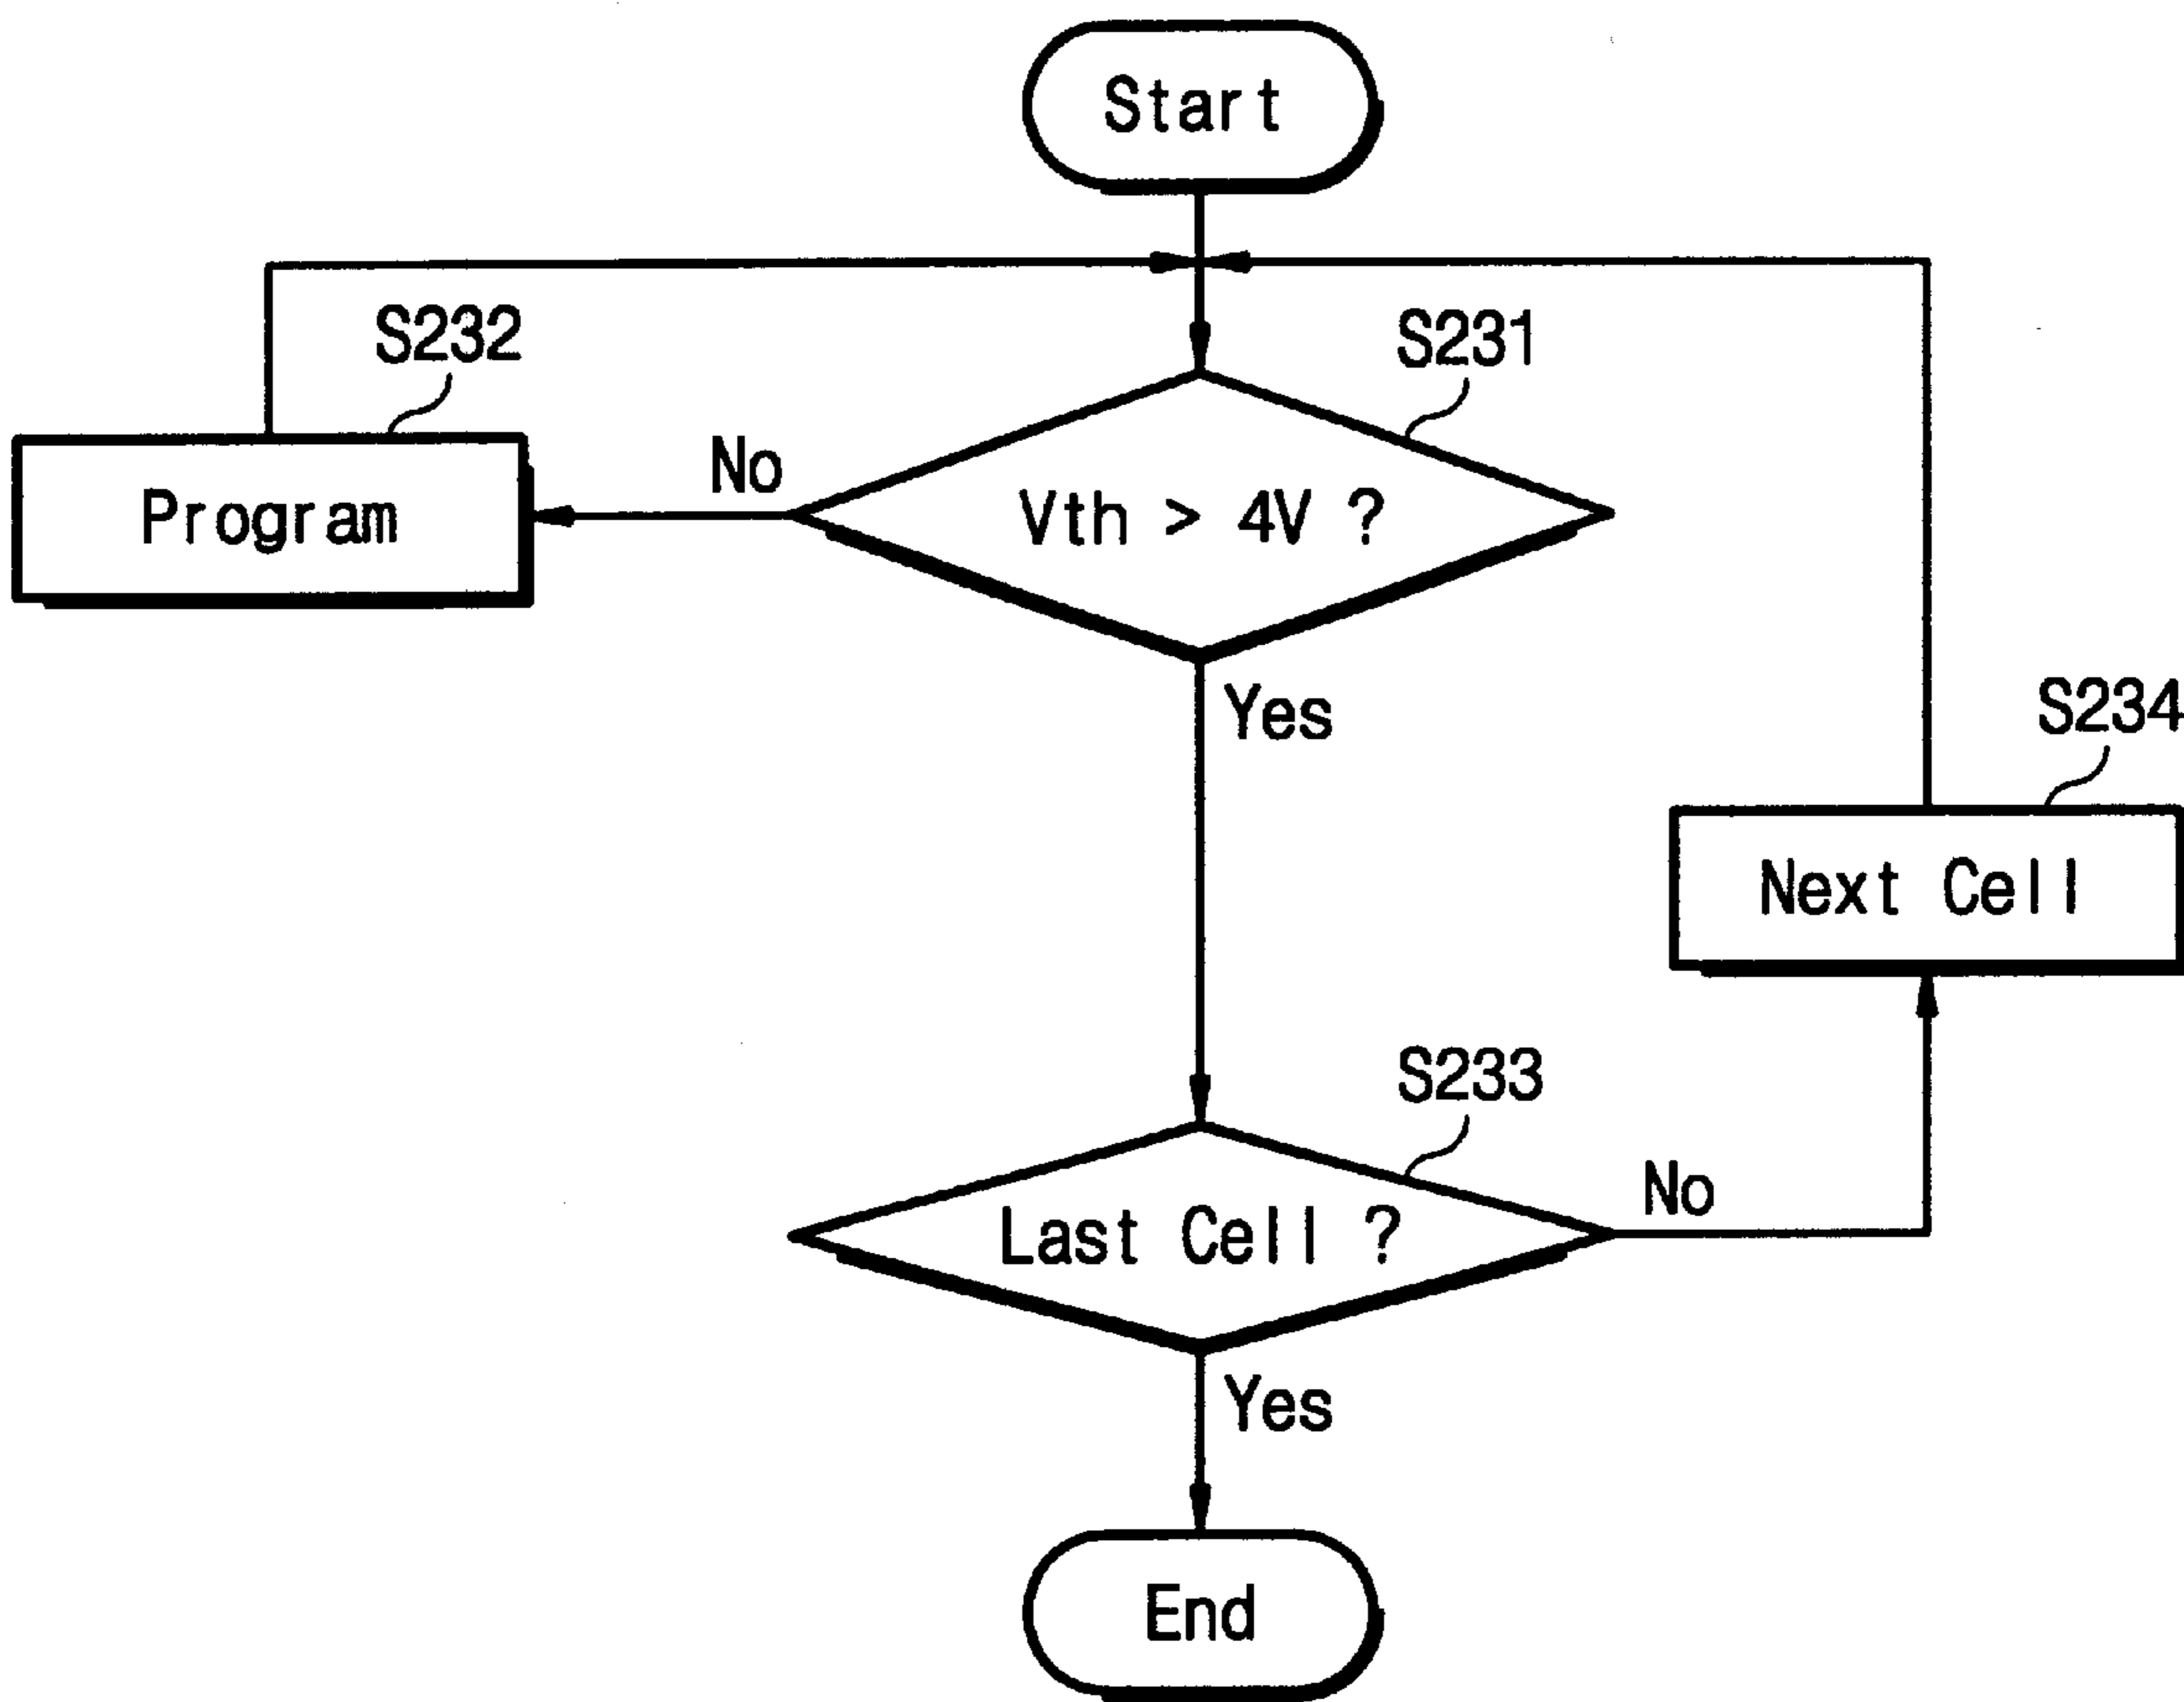 Start
S232
S231
No
Program
Vth > 4V ?
Yes
S234
Next Cell
S233
No
Last Cell ?
Yes
End